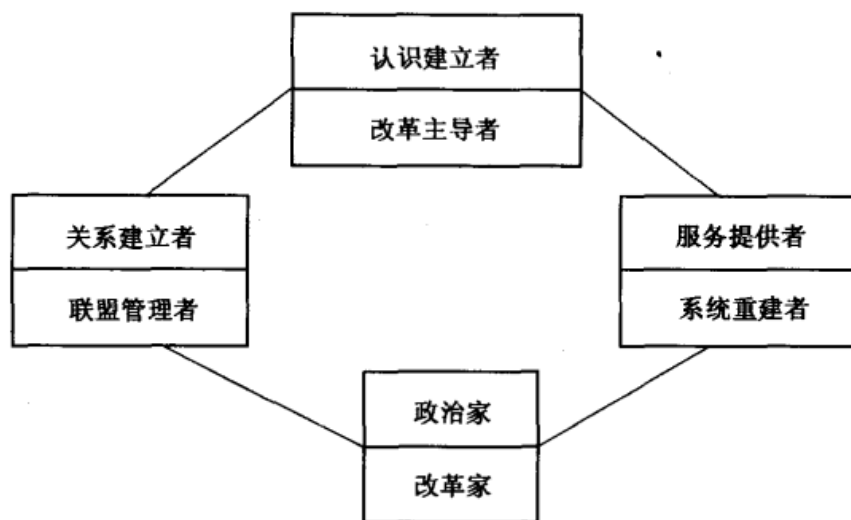 认识建立者
改革主导者
关系建立者
联盟管理者
服务提供者
系统重建者
政治家
改革家